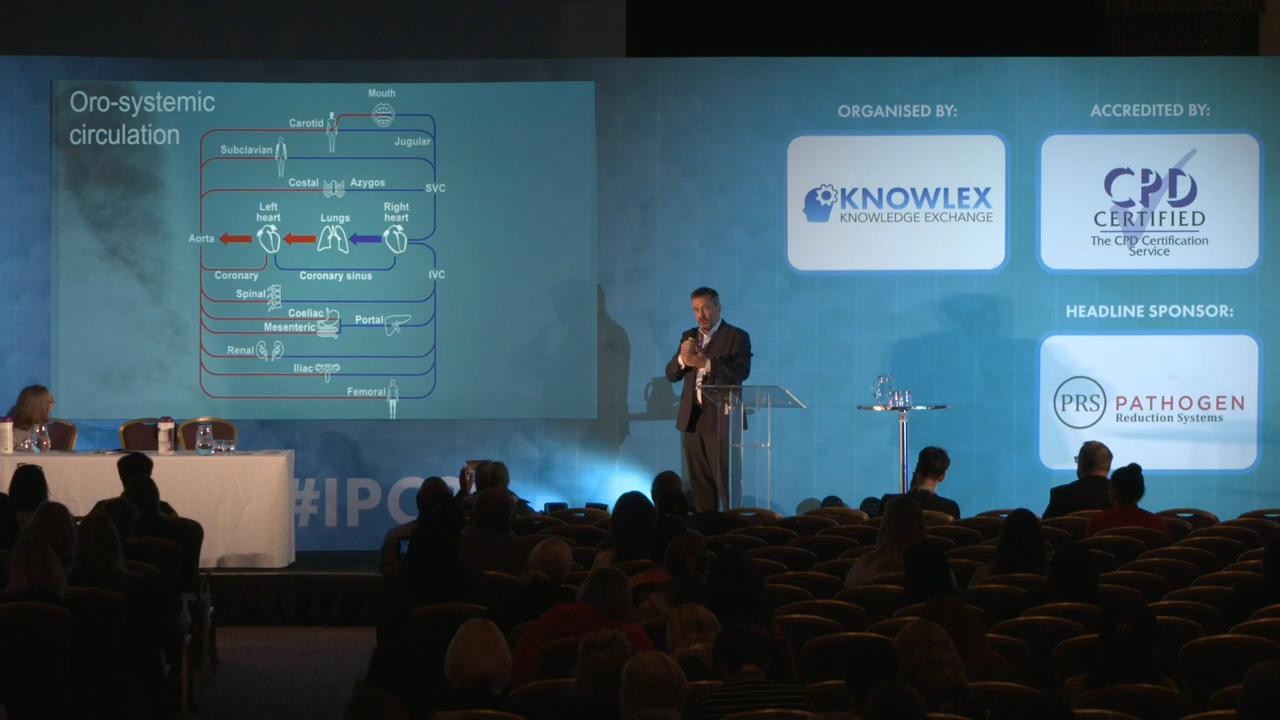 Oro-systemic
circulation
Mouth
Carotid
Jugular
Subclavian
Costal
Azygos
SVC
Left
heart
Lungs
Right
heart
Aorta
Coronary
Coronary sinus
IVC
Spinal
Coeliac
Mesenteric
Portal
Renal
Iliac
Femoral
ORGANISED BY:
KNOWLEX
KNOWLEDGE EXCHANGE
ACCREDITED BY:
CPD
CERTIFIED
The CPD Certification
Service
HEADLINE SPONSOR:
PRS
PATHOGEN
Reduction Systems
#IPC